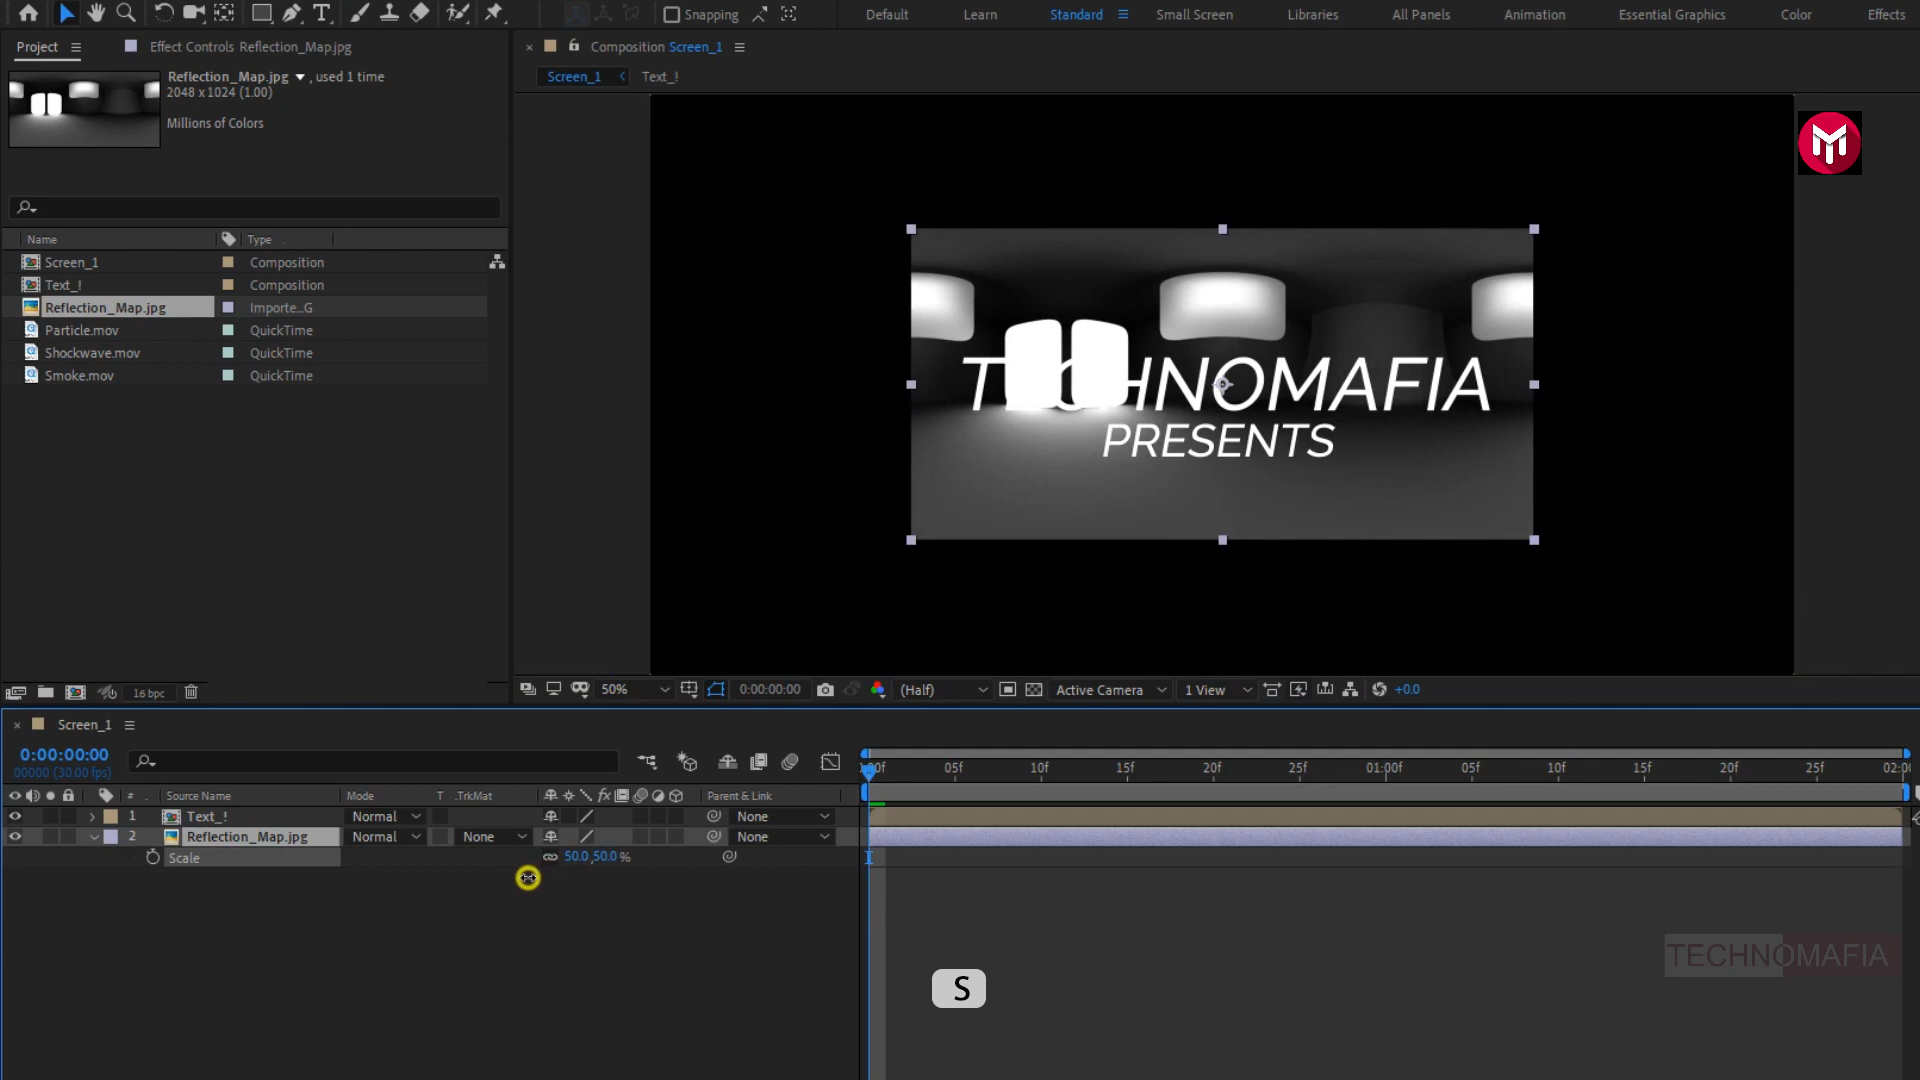 Snapping
Default
Learn
Standard
Small Screen
Libraries
All Panels
Animation
Essential Graphics
Color
Effects
Project
Effect Controls Reflection_Map.jpg
Composition Screen_1
Reflection_Map.jpg , used 1 time
2048 x 1024 (1.00)
Millions of Colors
Screen_1
Text_!
TECHNOMAFIA
PRESENTS
Name
Type
Screen_1 Composition
Text_! Composition
Reflection_Map.jpg Importe...G
Particle.mov QuickTime
Shockwave.mov QuickTime
Smoke.mov QuickTime
16 bpc
50%
0:00:00:00
(Half)
Active Camera
1 View
+0.0
Screen_1
0:00:00:00
00000 (30.00 fps)
05f 10f 15f 20f 25f 01:00f 05f 10f 15f 20f 25f
# Source Name Mode T .TrkMat fx Parent & Link
1 Text_! Normal None
2 Reflection_Map.jpg Normal None None
Scale 50.0,50.0 %
TECHNOMAFIA
S